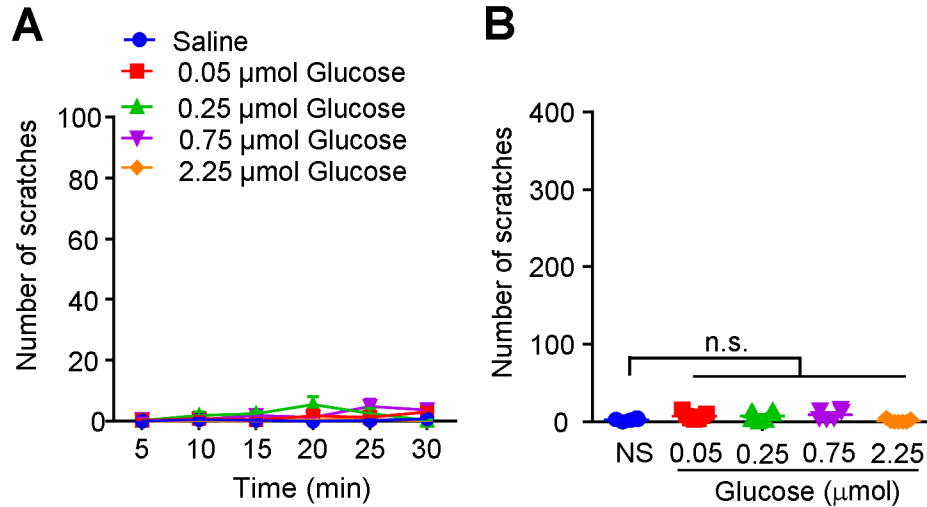 A
Saline
0.05 µmol Glucose
0.25 µmol Glucose
0.75 µmol Glucose
2.25 µmol Glucose
Number of scratches
100
80
60
40
20
0
5 10 15 20 25 30
Time (min)
B
Number of scratches
400
300
200
100
0
n.s.
NS 0.05 0.25 0.75 2.25
Glucose (µmol)